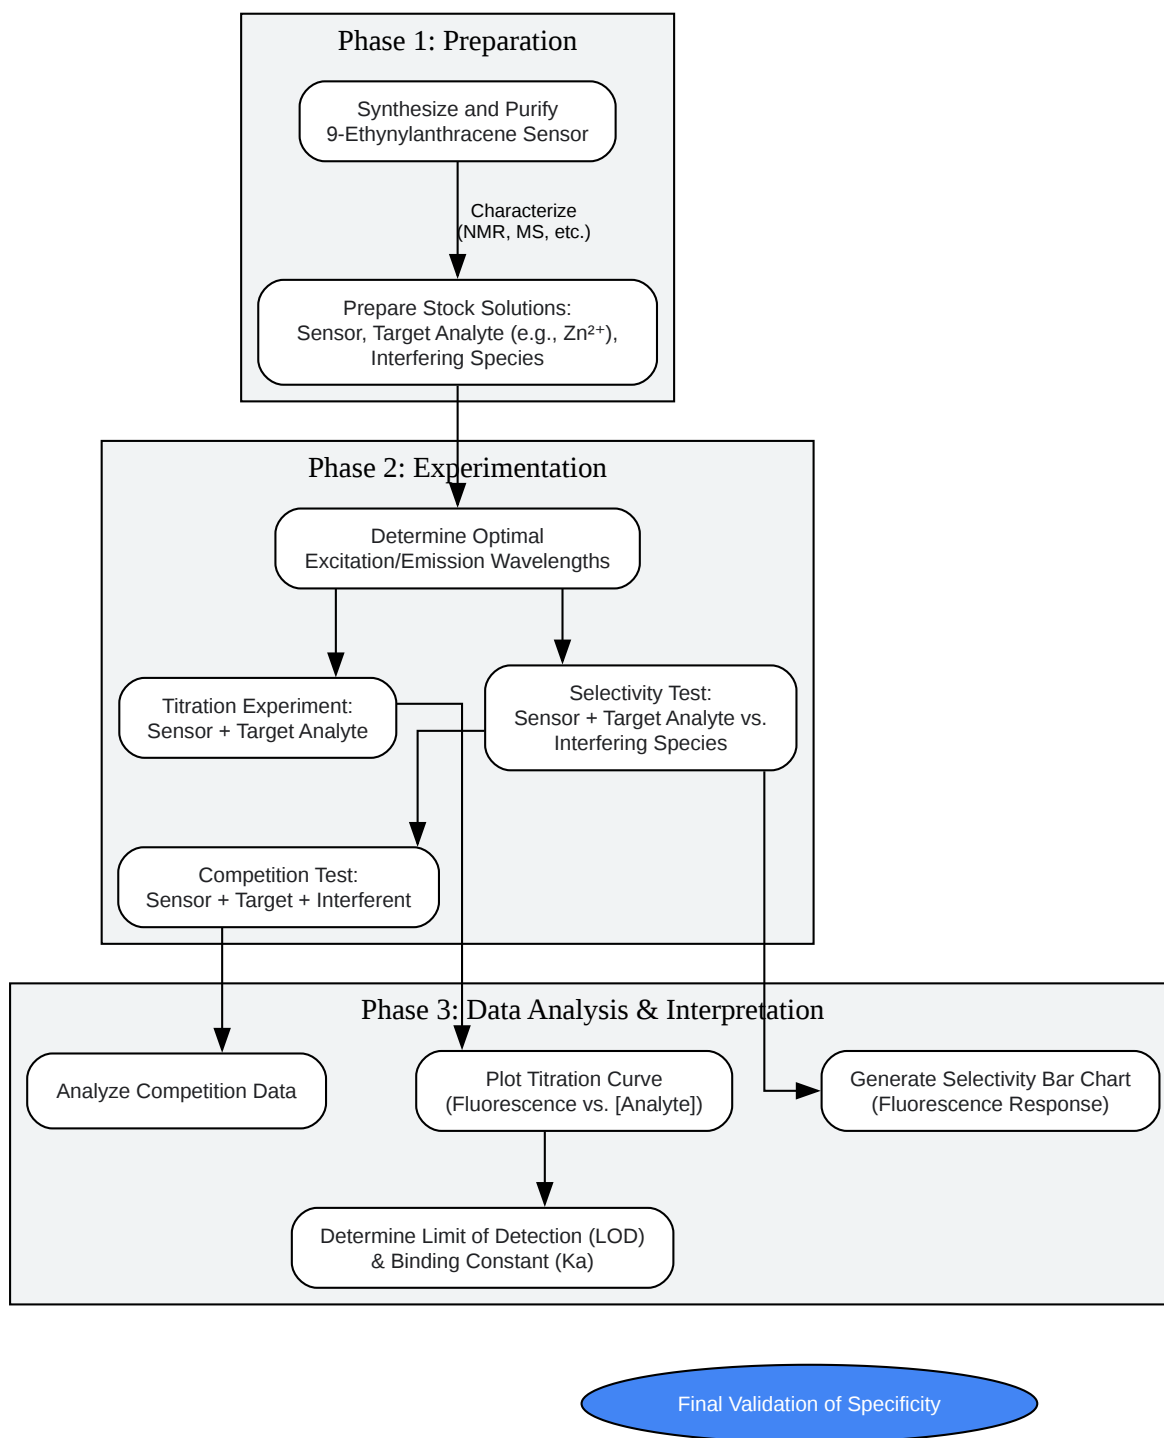 Phase 1: Preparation
Synthesize and Purify
9-Ethynylanthracene Sensor
Characterize
(NMR, MS, etc.)
Prepare Stock Solutions:
Sensor, Target Analyte (e.g., Zn²⁺),
Interfering Species
Phase 2: Experimentation
Determine Optimal
Excitation/Emission Wavelengths
Titration Experiment:
Sensor + Target Analyte
Selectivity Test:
Sensor + Target Analyte vs.
Interfering Species
Competition Test:
Sensor + Target + Interferent
Phase 3: Data Analysis & Interpretation
Analyze Competition Data
Plot Titration Curve
(Fluorescence vs. [Analyte])
Generate Selectivity Bar Chart
(Fluorescence Response)
Determine Limit of Detection (LOD)
& Binding Constant (Ka)
Final Validation of Specificity